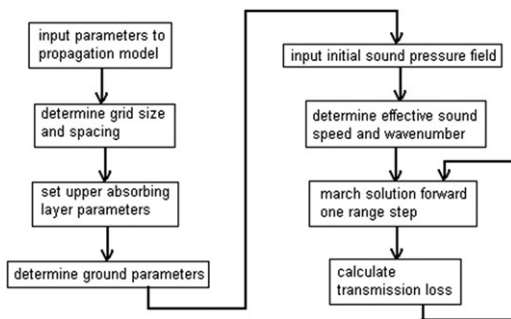 input parameters to
propagation model
determine grid size
and spacing
set upper absorbing
layer parameters
determine ground parameters
input initial sound pressure field
determine effective sound
speed and wavenumber
march solution forward
one range step
calculate
transmission loss